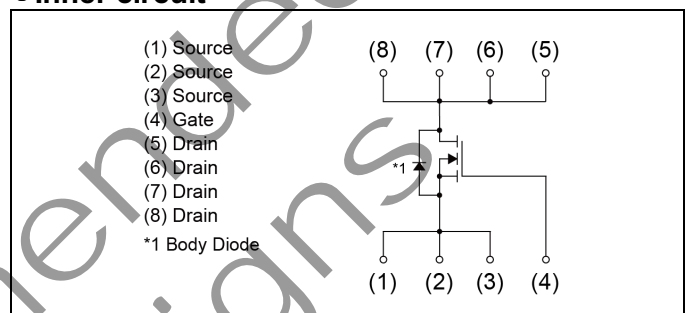 Inner circuit
(1) Source
(2) Source
(3) Source
(4) Gate
(5) Drain
(6) Drain
(7) Drain
(8) Drain
*1 Body Diode
(8) (7) (6) (5)
*1
(1) (2) (3) (4)